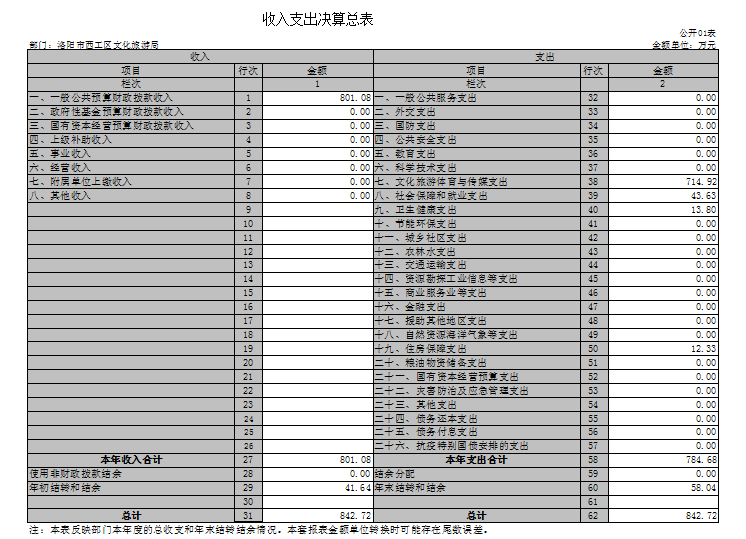 收入支出决算总表
公开01表
部门：洛阳市西工区文化旅游局 金额单位：万元
收入 支出
项目 行次 金额 项目 行次 金额
栏次 1 栏次 2
一、一般公共预算财政拨款收入 1 801.08 一、一般公共服务支出 32 0.00
二、政府性基金预算财政拨款收入 2 0.00 二、外交支出 33 0.00
三、国有资本经营预算财政拨款收入 3 0.00 三、国防支出 34 0.00
四、上级补助收入 4 0.00 四、公共安全支出 35 0.00
五、事业收入 5 0.00 五、教育支出 36 0.00
六、经营收入 6 0.00 六、科学技术支出 37 0.00
七、附属单位上缴收入 7 0.00 七、文化旅游体育与传媒支出 38 714.92
八、其他收入 8 0.00 八、社会保障和就业支出 39 43.63
9 九、卫生健康支出 40 13.80
10 十、节能环保支出 41 0.00
11 十一、城乡社区支出 42 0.00
12 十二、农林水支出 43 0.00
13 十三、交通运输支出 44 0.00
14 十四、资源勘探工业信息等支出 45 0.00
15 十五、商业服务业等支出 46 0.00
16 十六、金融支出 47 0.00
17 十七、援助其他地区支出 48 0.00
18 十八、自然资源海洋气象等支出 49 0.00
19 十九、住房保障支出 50 12.33
20 二十、粮油物资储备支出 51 0.00
21 二十一、国有资本经营预算支出 52 0.00
22 二十二、灾害防治及应急管理支出 53 0.00
23 二十三、其他支出 54 0.00
24 二十四、债务还本支出 55 0.00
25 二十五、债务付息支出 56 0.00
26 二十六、抗疫特别国债安排的支出 57 0.00
本年收入合计 27 801.08 本年支出合计 58 784.68
使用非财政拨款结余 28 0.00 结余分配 59 0.00
年初结转和结余 29 41.64 年末结转和结余 60 58.04
30 61
总计 31 842.72 总计 62 842.72
注：本表反映部门本年度的总收支和年末结转结余情况。本套报表金额单位转换时可能存在尾数误差。